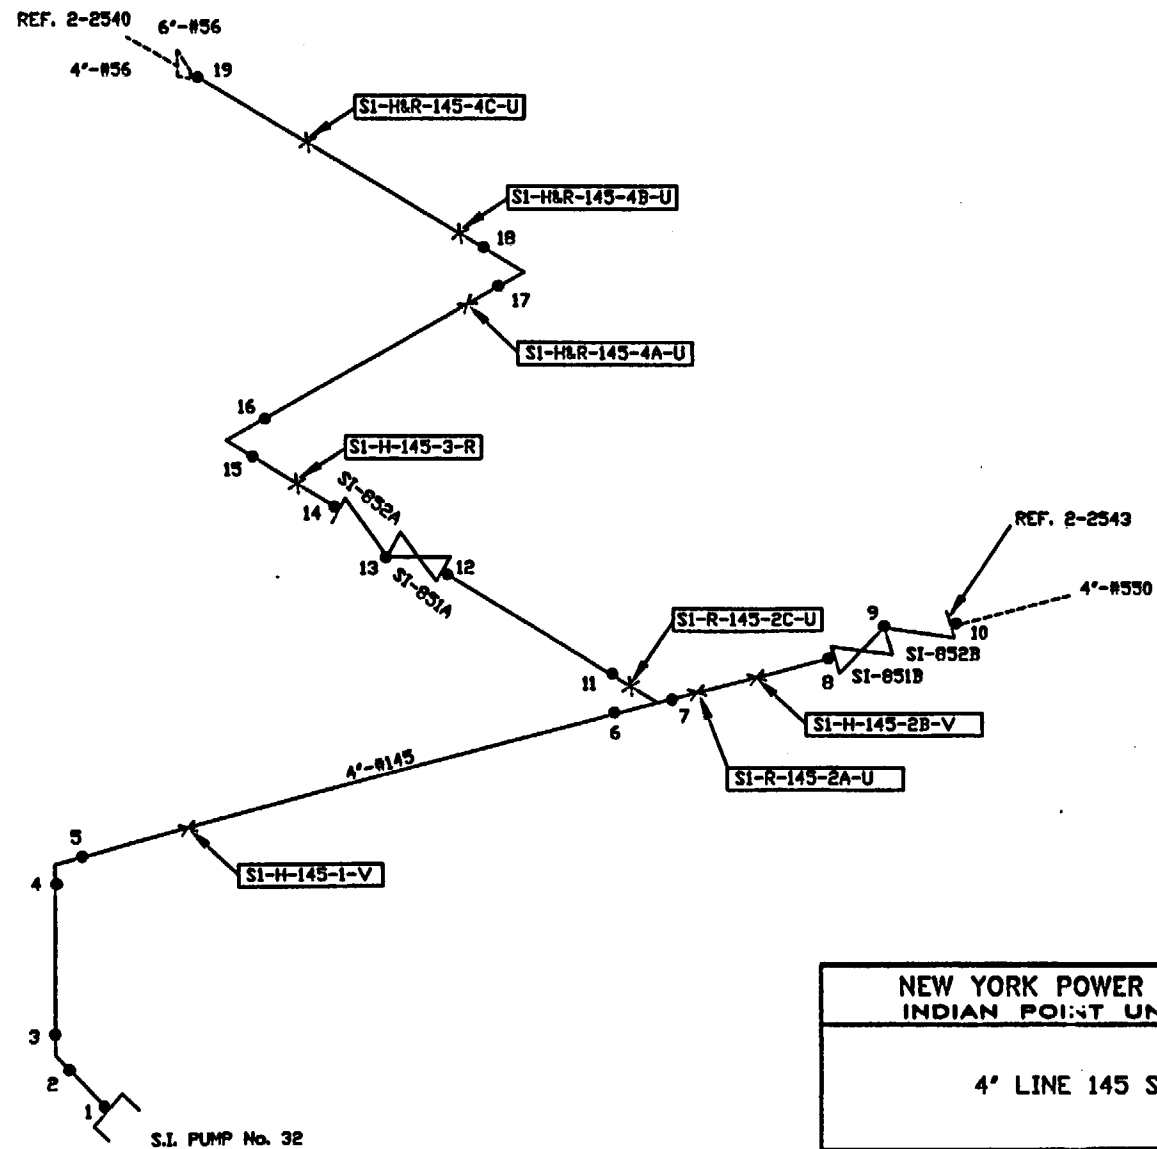 REF. 2-2540
6"-#56
4"-#56
19
S1-H&R-145-4C-U
S1-H&R-145-4B-U
18
17
S1-H&R-145-4A-U
16
S1-H-145-3-R
15
SI-852A
14
REF. 2-2543
13
12
SI-851A
4"-#550
9
10
S1-R-145-2C-U
SI-852B
8
SI-851B
11
7
6
S1-H-145-2B-V
4"-#145
S1-R-145-2A-U
5
S1-H-145-1-V
4
3
2
1
S.I. PUMP No. 32
NEW YORK POWER
INDIAN POINT UN
4" LINE 145 S